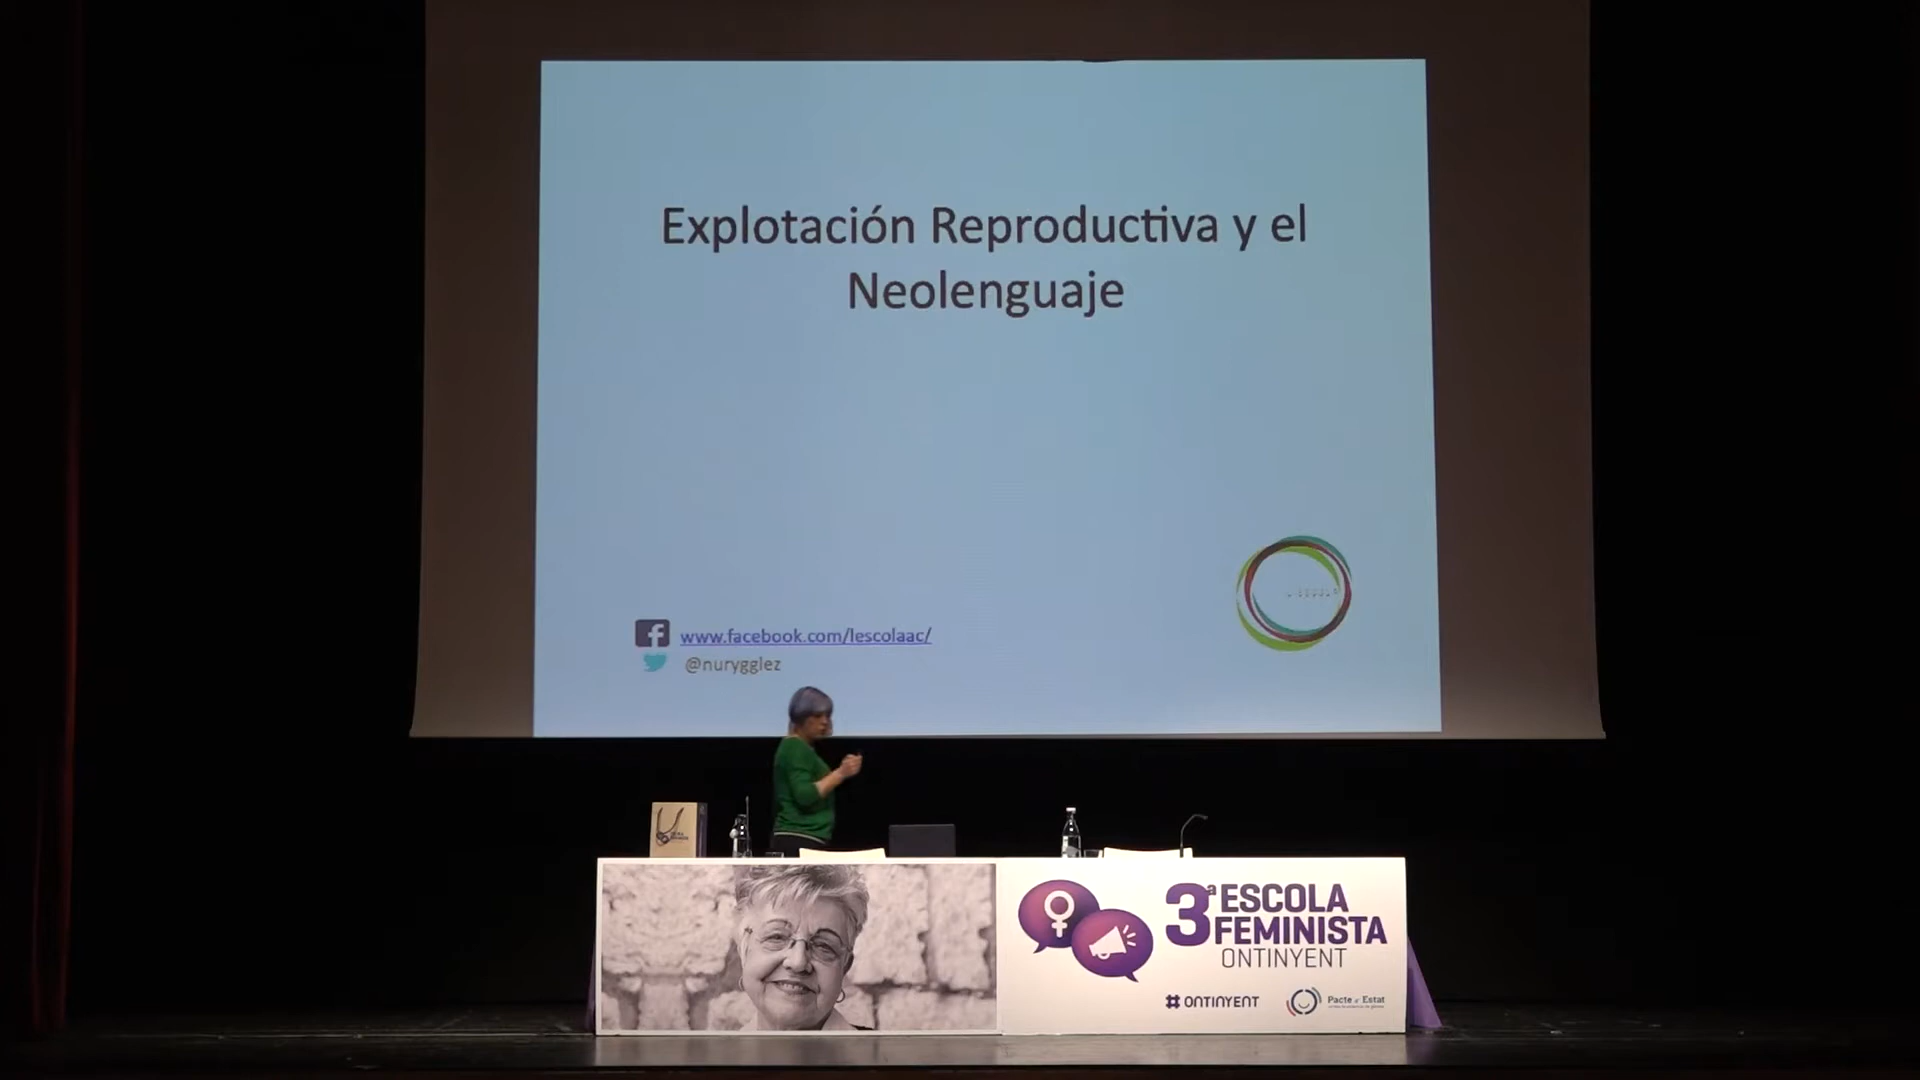 Explotación Reproductiva y el
Neolenguaje
www.facebook.com/lescolaac/
@nurygglez
3ª ESCOLA
FEMINISTA
ONTINYENT
ONTINYENT
Pacte d'Estat